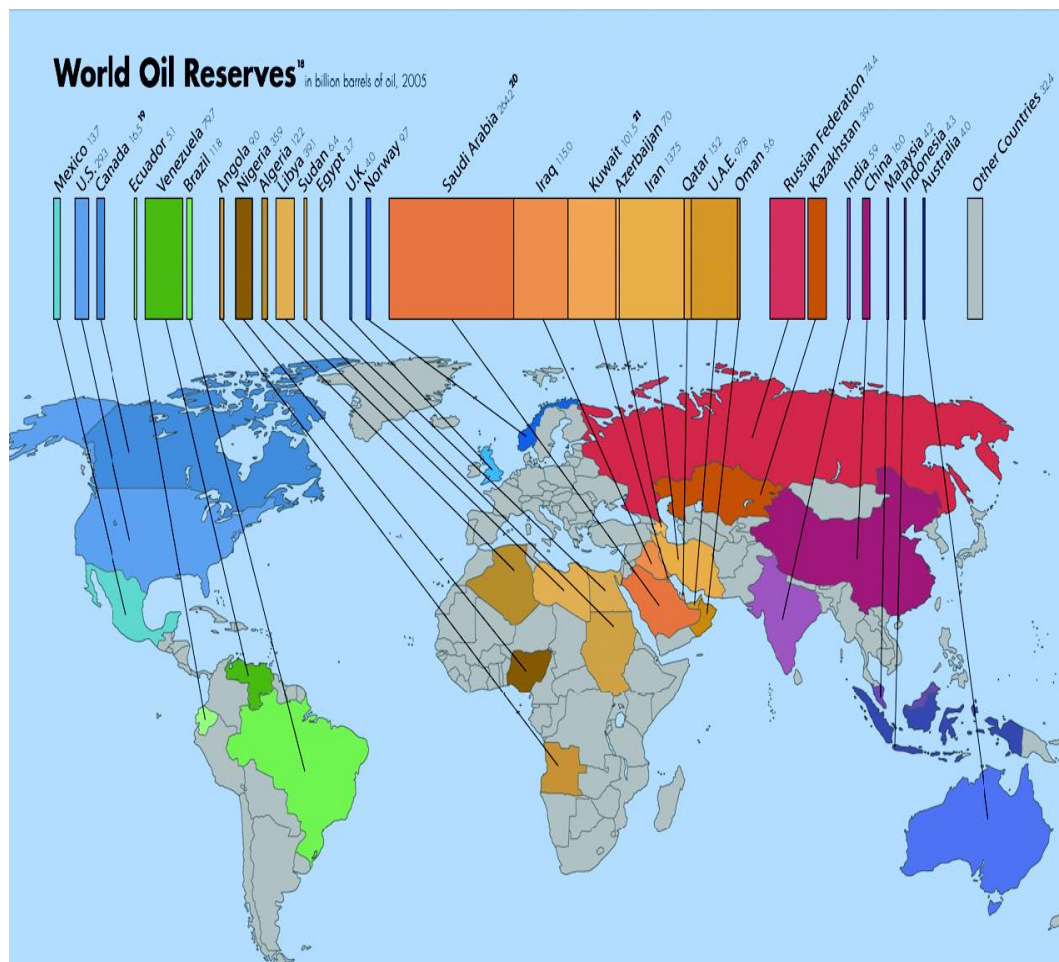 World Oil Reserves18 in billion barrels of oil, 2005
Mexico 13.7
U.S. 29.3
Canada 16.5 19
Ecuador 5.1
Venezuela 79.7
Brazil 11.8
Angola 9.0
Nigeria 35.9
Algeria 12.2
Libya 39.1
Sudan 6.4
Egypt 3.7
U.K. 4.0
Norway 9.7
Saudi Arabia 264.2 20
Iraq 115.0
Kuwait 101.5 21
Azerbaijan 7.0
Iran 137.5
Qatar 15.2
U.A.E. 97.8
Oman 5.6
Russian Federation 74.4
Kazakhstan 39.6
India 5.9
China 16.0
Malaysia 4.2
Indonesia 4.3
Australia 4.0
Other Countries 32.4